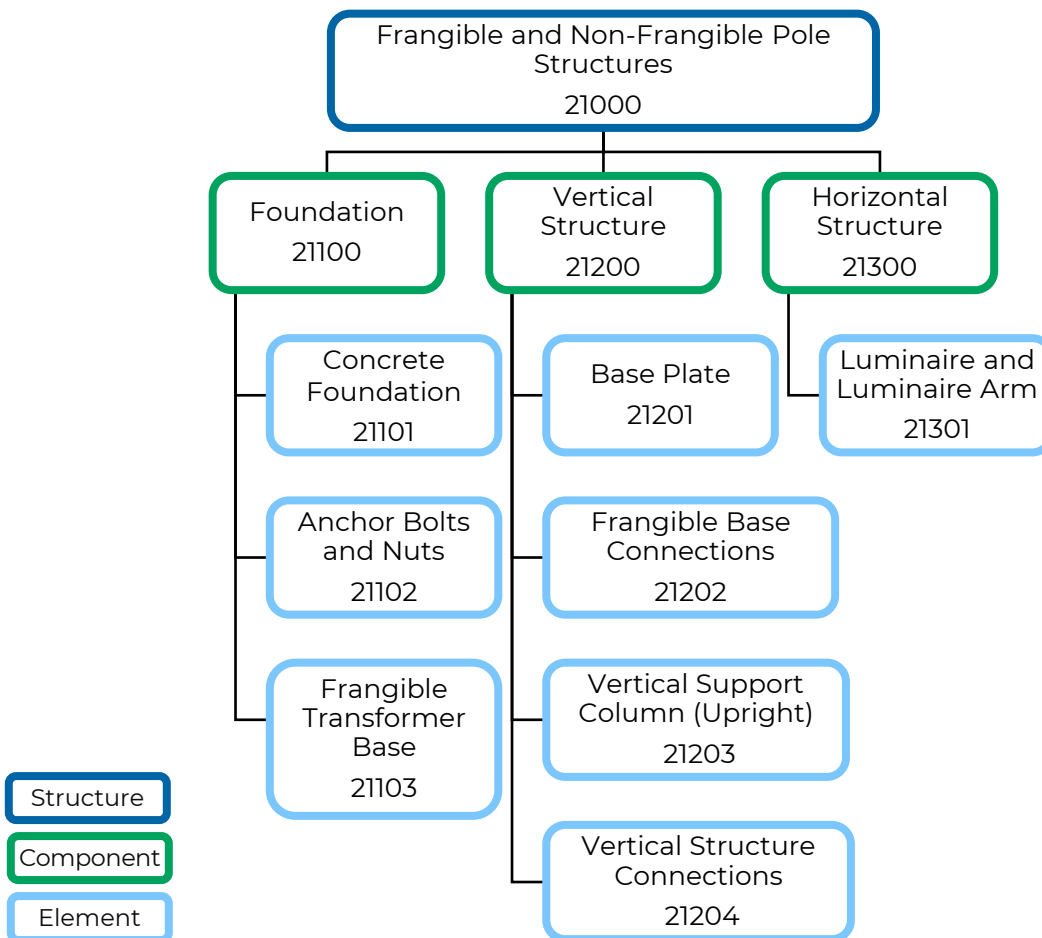 Frangible and Non-Frangible Pole
Structures
21000
Foundation
21100
Vertical
Structure
21200
Horizontal
Structure
21300
Concrete
Foundation
21101
Base Plate
21201
Luminaire and
Luminaire Arm
21301
Anchor Bolts
and Nuts
21102
Frangible Base
Connections
21202
Frangible
Transformer
Base
21103
Vertical Support
Column (Upright)
21203
Vertical Structure
Connections
21204
Structure
Component
Element